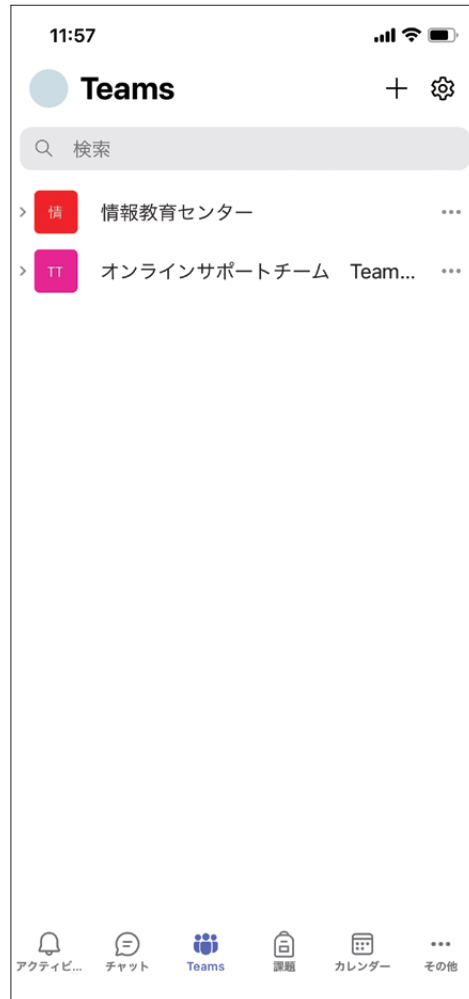 11:57
Teams
検索
情 情報教育センター
TT オンラインサポートチーム Team...
アクティビ... チャット Teams 課題 カレンダー その他